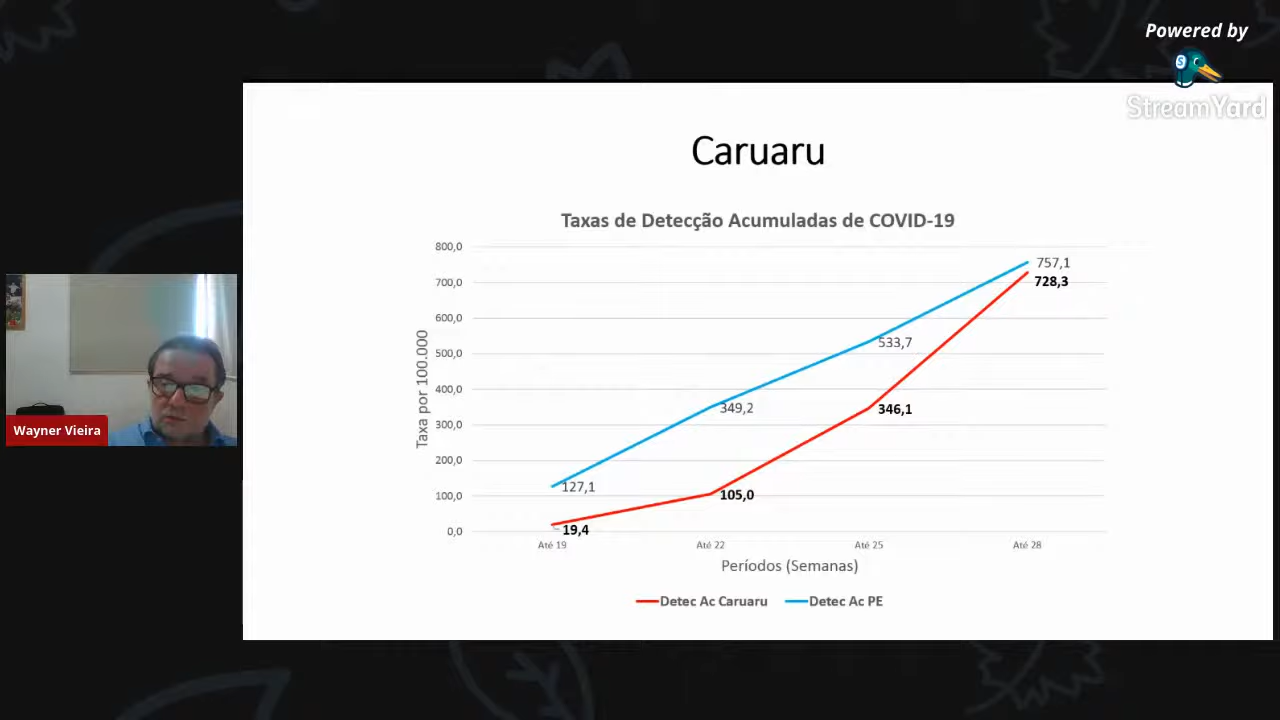 Powered by
StreamYard
Caruaru
Taxas de Detecção Acumuladas de COVID-19
Taxa por 100.000
800,0
700,0
600,0
500,0
400,0
300,0
200,0
100,0
0,0
757,1
728,3
533,7
349,2
346,1
127,1
105,0
19,4
Até 19
Até 22
Até 25
Até 28
Períodos (Semanas)
Detec Ac Caruaru
Detec Ac PE
Wayner Vieira